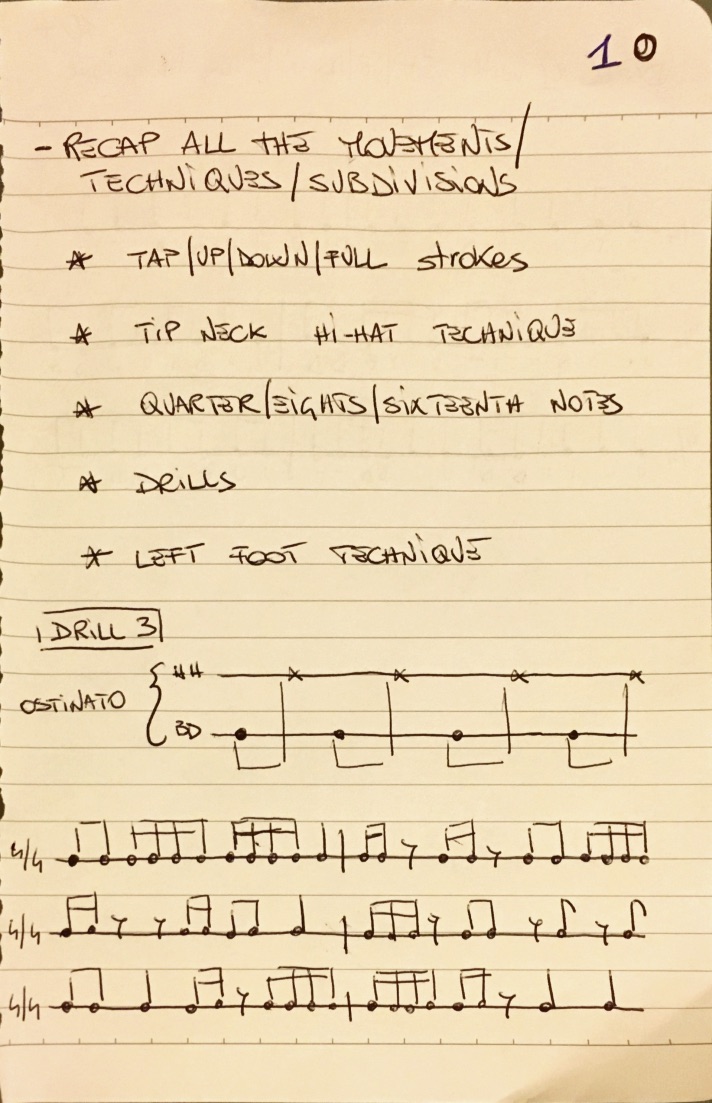 10
- RECAP ALL THE MOVEMENTS/
TECHNIQUES/SUBDIVISIONS
* TAP/UP/DOWN/FULL strokes
* TIP NECK HI-HAT TECHNIQUE
* QUARTER/EIGHTS/SIXTEENTH NOTES
* DRILLS
* LEFT FOOT TECHNIQUE
DRILL 3
HH
OSTINATO
BD
4/4
4/4
4/4